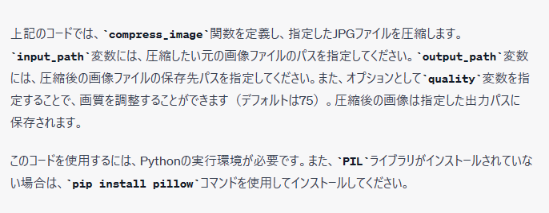 上記のコードでは、`compress_image`関数を定義し、指定したJPGファイルを圧縮します。
`input_path`変数には、圧縮したい元の画像ファイルのパスを指定してください。`output_path`変数
には、圧縮後の画像ファイルの保存先パスを指定してください。また、オプションとして`quality`変数を指
定することで、画質を調整することができます（デフォルトは75）。圧縮後の画像は指定した出力パスに
保存されます。
このコードを使用するには、Pythonの実行環境が必要です。また、`PIL`ライブラリがインストールされていな
い場合は、`pip install pillow`コマンドを使用してインストールしてください。